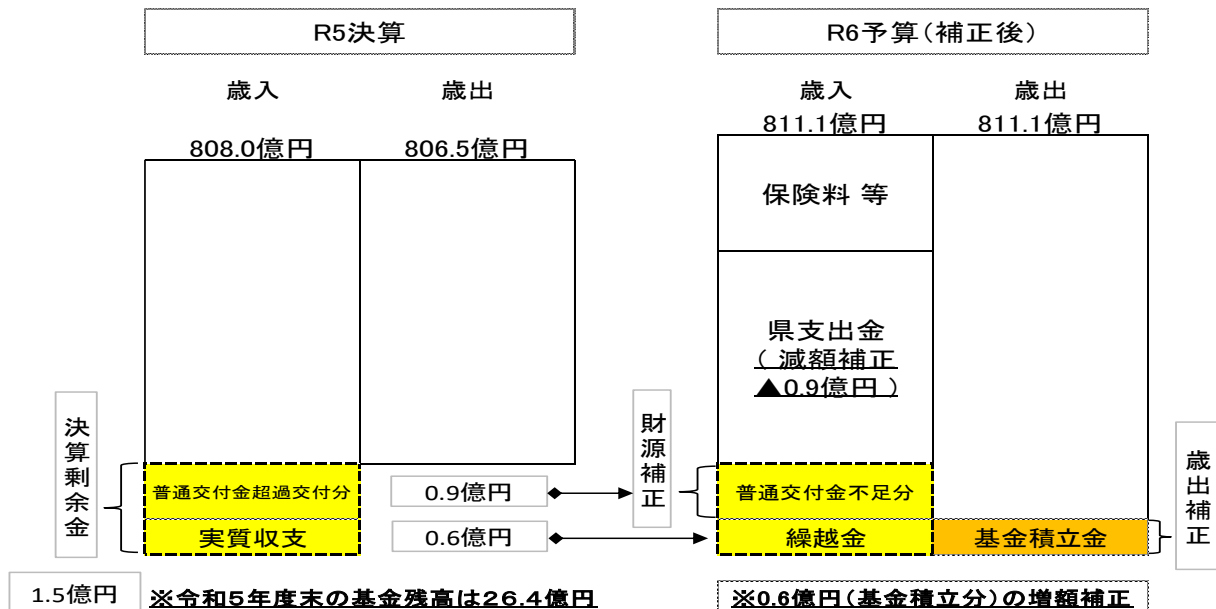 R5決算
R6予算（補正後）
歳入
歳出
808.0億円
806.5億円
歳入
歳出
811.1億円
811.1億円
保険料 等
県支出金
（ 減額補正
▲0.9億円 ）
決算剰余金
普通交付金超過交付分
0.9億円
財源補正
普通交付金不足分
実質収支
0.6億円
繰越金
基金積立金
歳出補正
1.5億円
※令和５年度末の基金残高は２６.４億円
※0.6億円（基金積立分）の増額補正